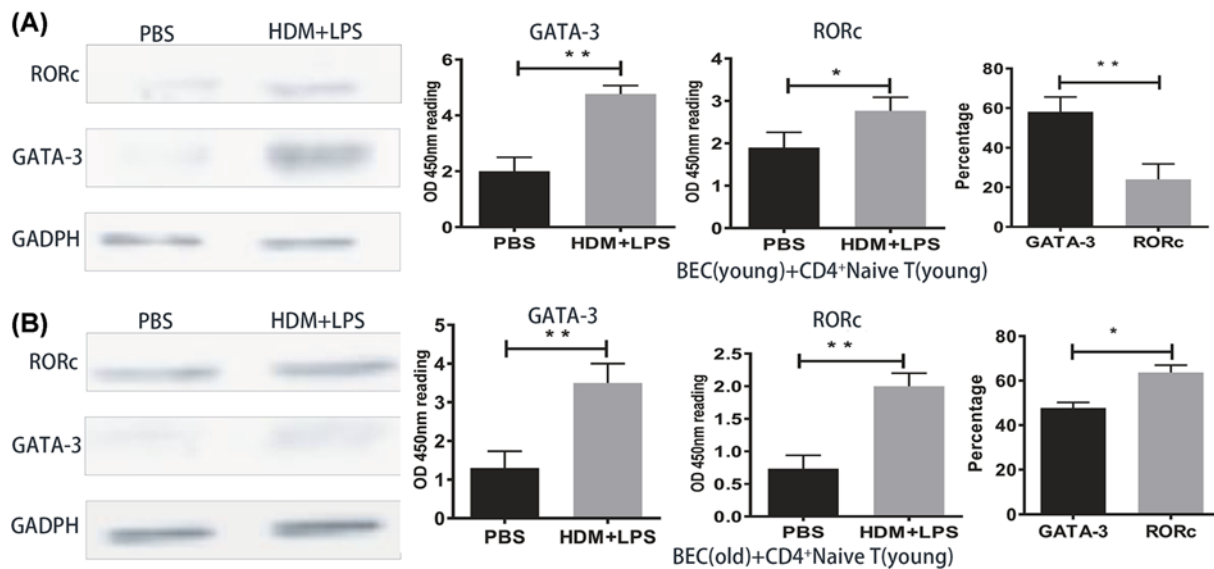 (A)
PBS HDM+LPS
RORc
GATA-3
GADPH
GATA-3
OD 450nm reading
6
4
2
0
* *
PBS HDM+LPS
RORc
OD 450nm reading
4
3
2
1
0
*
PBS HDM+LPS
Percentage
80
60
40
20
0
* *
GATA-3 RORc
BEC(young)+CD4⁺Naive T(young)
(B)
PBS HDM+LPS
RORc
GATA-3
GADPH
GATA-3
OD 450nm reading
5
4
3
2
1
0
* *
PBS HDM+LPS
RORc
OD 450nm reading
2.5
2.0
1.5
1.0
0.5
0.0
* *
PBS HDM+LPS
Percentage
80
60
40
20
0
*
GATA-3 RORc
BEC(old)+CD4⁺Naive T(young)